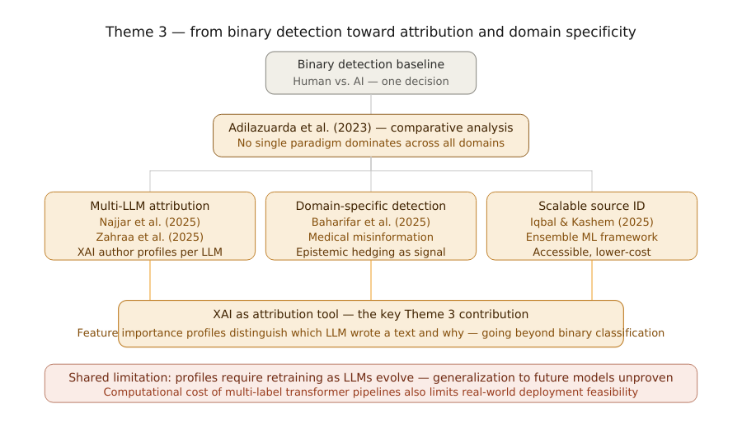 Theme 3 — from binary detection toward attribution and domain specificity
Binary detection baseline
Human vs. AI — one decision
Adilazuarda et al. (2023) — comparative analysis
No single paradigm dominates across all domains
Multi-LLM attribution
Najjar et al. (2025)
Zahraa et al. (2025)
XAI author profiles per LLM
Domain-specific detection
Baharifar et al. (2025)
Medical misinformation
Epistemic hedging as signal
Scalable source ID
Iqbal & Kashem (2025)
Ensemble ML framework
Accessible, lower-cost
XAI as attribution tool — the key Theme 3 contribution
Feature importance profiles distinguish which LLM wrote a text and why — going beyond binary classification
Shared limitation: profiles require retraining as LLMs evolve — generalization to future models unproven
Computational cost of multi-label transformer pipelines also limits real-world deployment feasibility